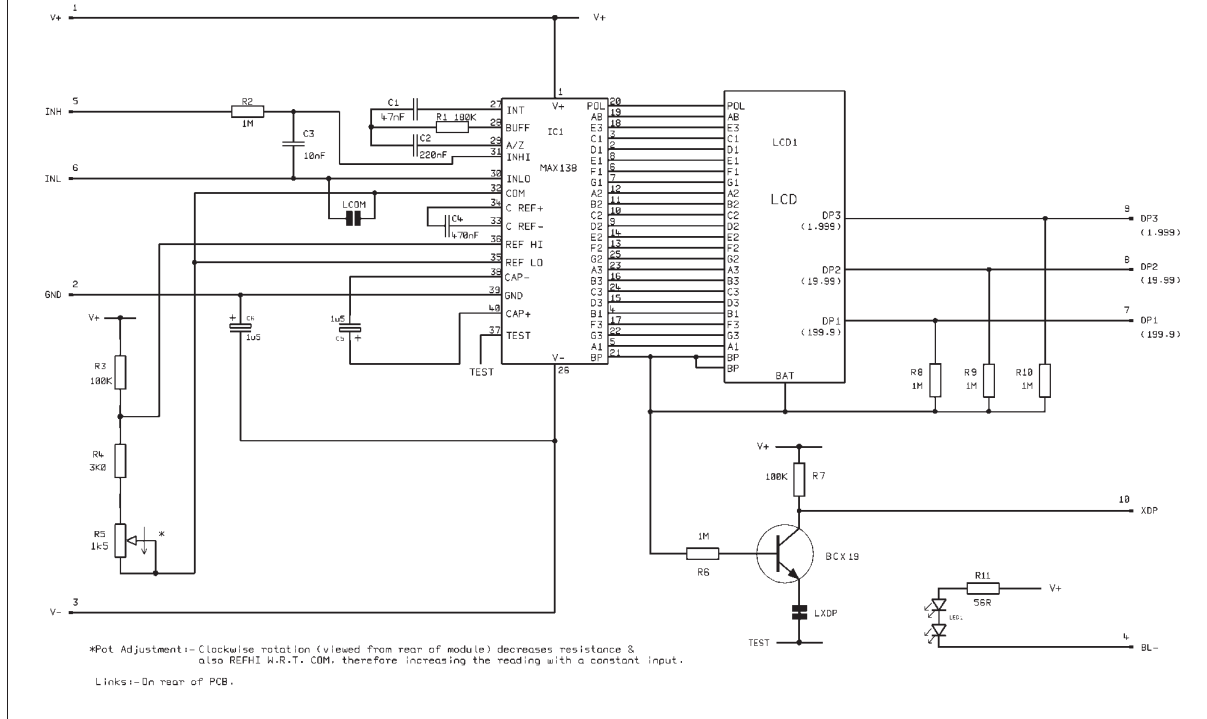 V+ 1
V+
INH 5
R2
1M
C3
10nF
INL 6
LCOM
C1
47nF
R1 100K
C2
220nF
C4
470nF
27 INT
28 BUFF
29 A/Z
31 INHI
30 INLO
32 COM
34 C REF+
33 C REF-
36 REF HI
35 REF LO
38 CAP-
39 GND
40 CAP+
37 TEST
TEST
1
V+
IC1
MAX138
V-
26
POL 20
AB 19
E3 18
C1 3
D1 2
E1 8
F1 6
G1 7
A2 12
B2 11
C2 10
D2 9
E2 14
F2 13
G2 25
A3 23
B3 16
C3 24
D3 15
B1 4
F3 17
G3 22
A1 5
BP 21
POL
AB
E3
C1
D1
E1
F1
G1
A2
B2
C2
D2
E2
F2
G2
A3
B3
C3
D3
B1
F3
G3
A1
BP
BP
LCD1
LCD
DP3
(1.999)
DP2
(19.99)
DP1
(199.9)
BAT
9 DP3
(1.999)
8 DP2
(19.99)
7 DP1
(199.9)
R8
1M
R9
1M
R10
1M
GND 2
+ C6
1u5
1u5
C5 +
V+
R3
100K
R4
3K0
R5
1k5
*
V- 3
V+
100K R7
10 XDP
1M
R6
BCX19
LXDP
TEST
R11
56R
V+
LED1
4 BL-
*Pot Adjustment:- Clockwise rotation (viewed from rear of module) decreases resistance &
also REFHI W.R.T. COM, therefore increasing the reading with a constant input.
Links:-On rear of PCB.